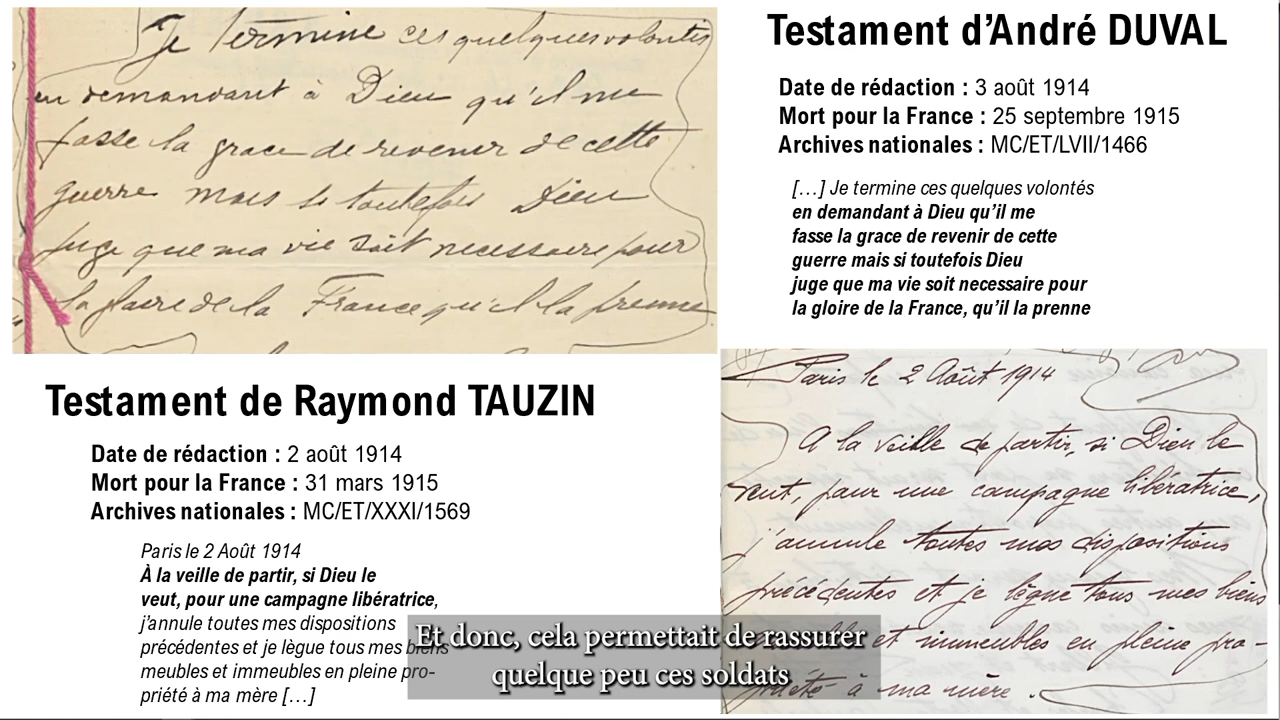 Je termine ces quelques volontés
en demandant à Dieu qu'il me
fasse la grace de revenir de cette
guerre mais si toutefois Dieu
juge que ma vie soit necessaire pour
la gloire de la France qu'il la prenne
Testament d'André DUVAL
Date de rédaction : 3 août 1914
Mort pour la France : 25 septembre 1915
Archives nationales : MC/ET/LVII/1466
[…] Je termine ces quelques volontés
en demandant à Dieu qu'il me
fasse la grace de revenir de cette
guerre mais si toutefois Dieu
juge que ma vie soit necessaire pour
la gloire de la France, qu'il la prenne
Testament de Raymond TAUZIN
Date de rédaction : 2 août 1914
Mort pour la France : 31 mars 1915
Archives nationales : MC/ET/XXXI/1569
Paris le 2 Août 1914
À la veille de partir, si Dieu le
veut, pour une campagne libératrice,
j'annule toutes mes dispositions
précédentes et je lègue tous mes biens
meubles et immeubles en pleine pro-
priété à ma mère […]
Paris le 2 Août 1914
A la veille de partir, si Dieu le
veut, pour une campagne libératrice,
j'annule toutes mes dispositions
précédentes et je lègue tous mes biens
et immeubles en pleine pro-
priété à ma mère.
Et donc, cela permettait de rassurer
quelque peu ces soldats